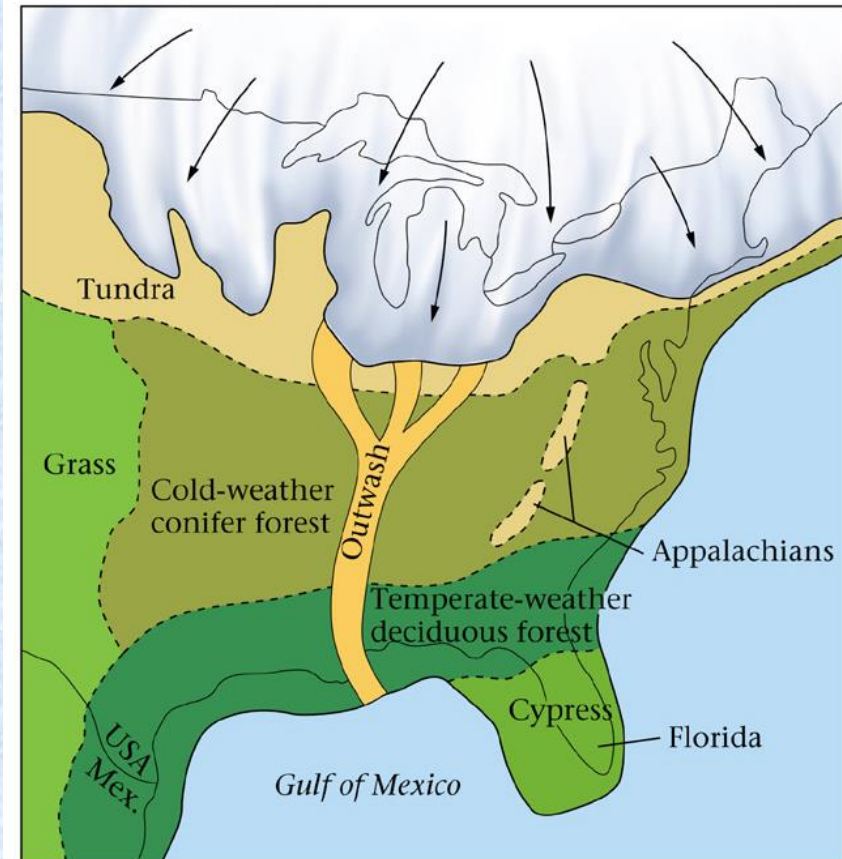 Tundra
Grass
Cold-weather
conifer forest
Outwash
Appalachians
Temperate-weather
deciduous forest
Cypress
Florida
USA
Mex.
Gulf of Mexico